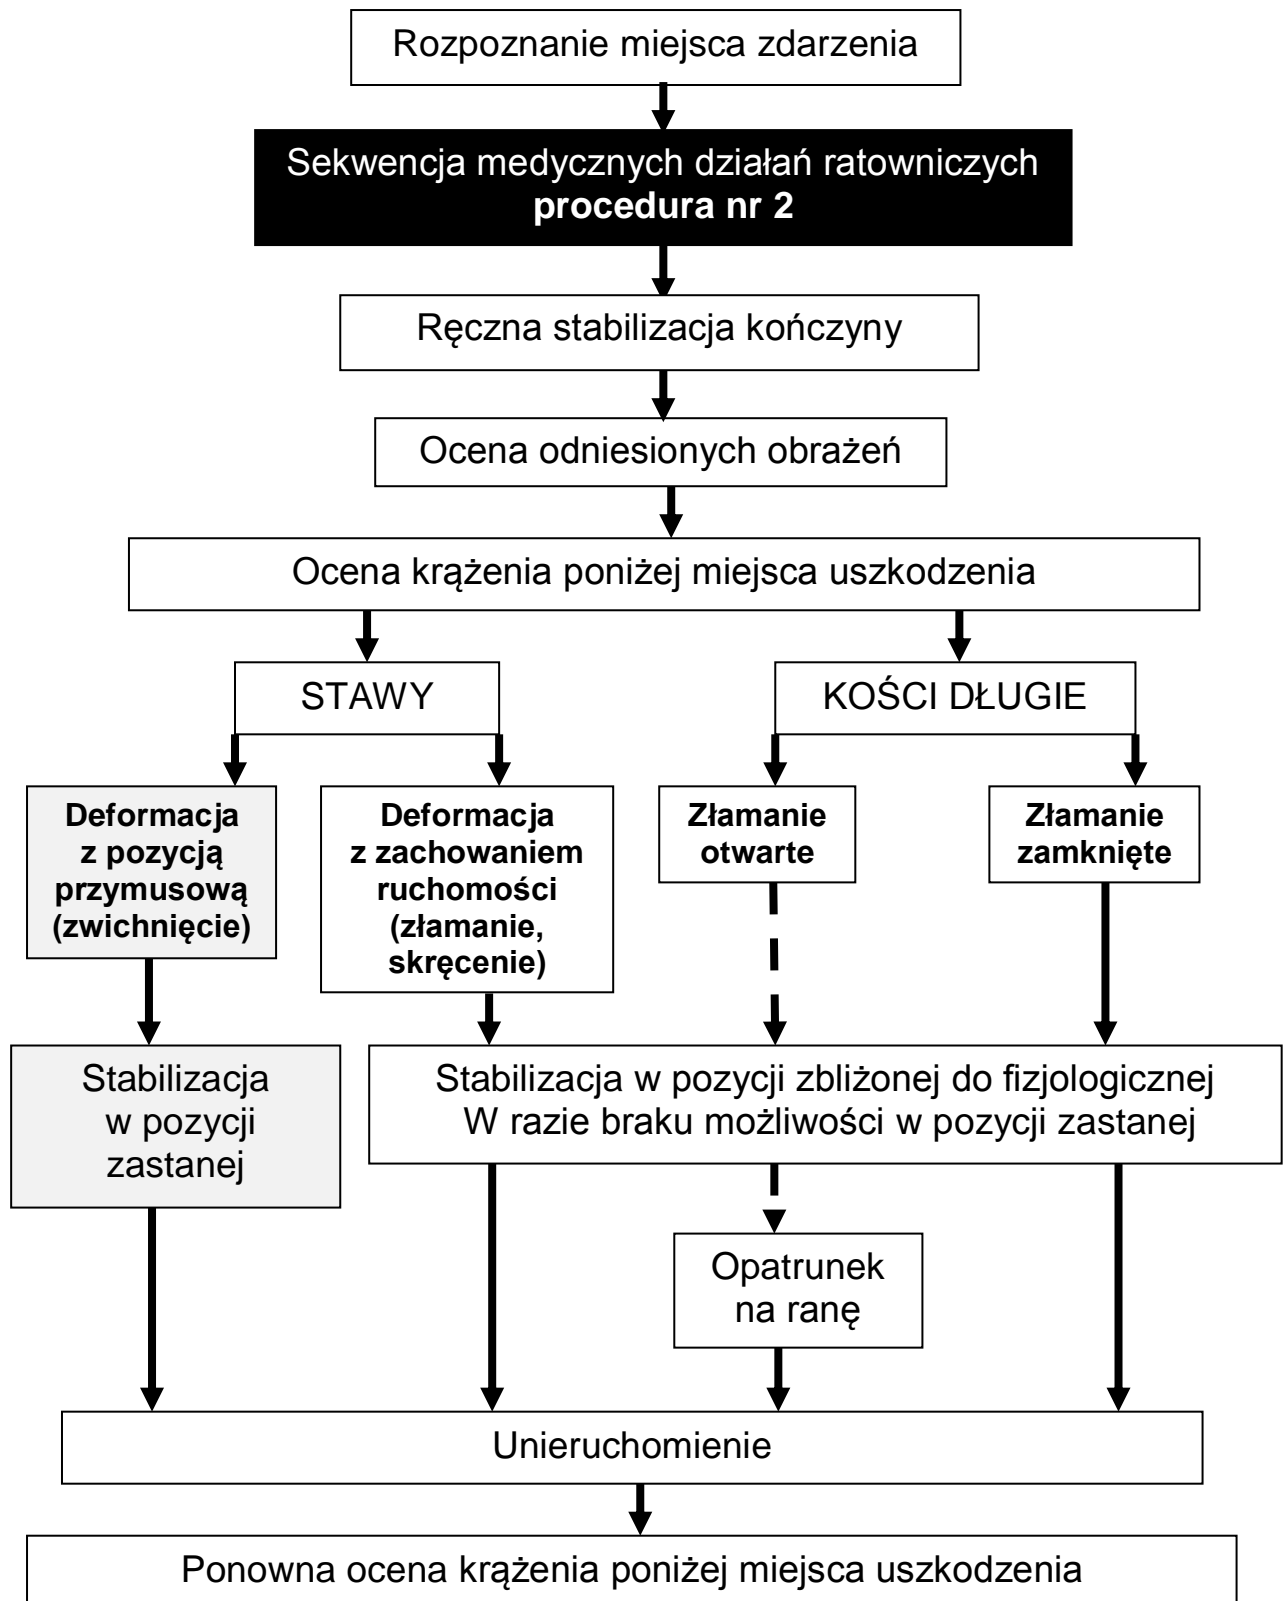 Rozpoznanie miejsca zdarzenia
Sekwencja medycznych działań ratowniczych
procedura nr 2
Ręczna stabilizacja kończyny
Ocena odniesionych obrażeń
Ocena krążenia poniżej miejsca uszkodzenia
STAWY
KOŚCI DŁUGIE
Deformacja
z pozycją
przymusową
(zwichnięcie)
Deformacja
z zachowaniem
ruchomości
(złamanie,
skręcenie)
Złamanie
otwarte
Złamanie
zamknięte
Stabilizacja
w pozycji
zastanej
Stabilizacja w pozycji zbliżonej do fizjologicznej
W razie braku możliwości w pozycji zastanej
Opatrunek
na ranę
Unieruchomienie
Ponowna ocena krążenia poniżej miejsca uszkodzenia